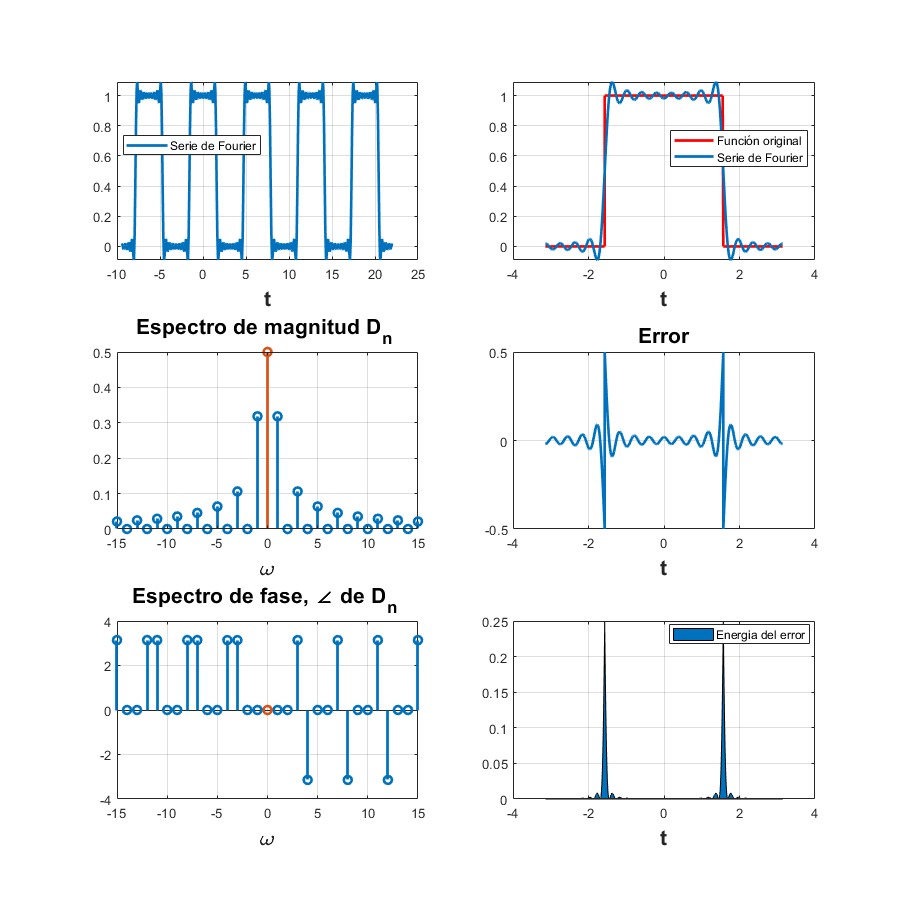 1
0.8
0.6
0.4
0.2
0
Serie de Fourier
-10 -5 0 5 10 15 20 25
t
1
0.8
0.6
0.4
0.2
0
Función original
Serie de Fourier
-4 -2 0 2 4
t
Espectro de magnitud Dn
0.5
0.4
0.3
0.2
0.1
0
-15 -10 -5 0 5 10 15
ω
Error
0.5
0
-0.5
-4 -2 0 2 4
t
Espectro de fase, ∠ de Dn
4
2
0
-2
-4
-15 -10 -5 0 5 10 15
ω
0.25
0.2
0.15
0.1
0.05
0
Energia del error
-4 -2 0 2 4
t